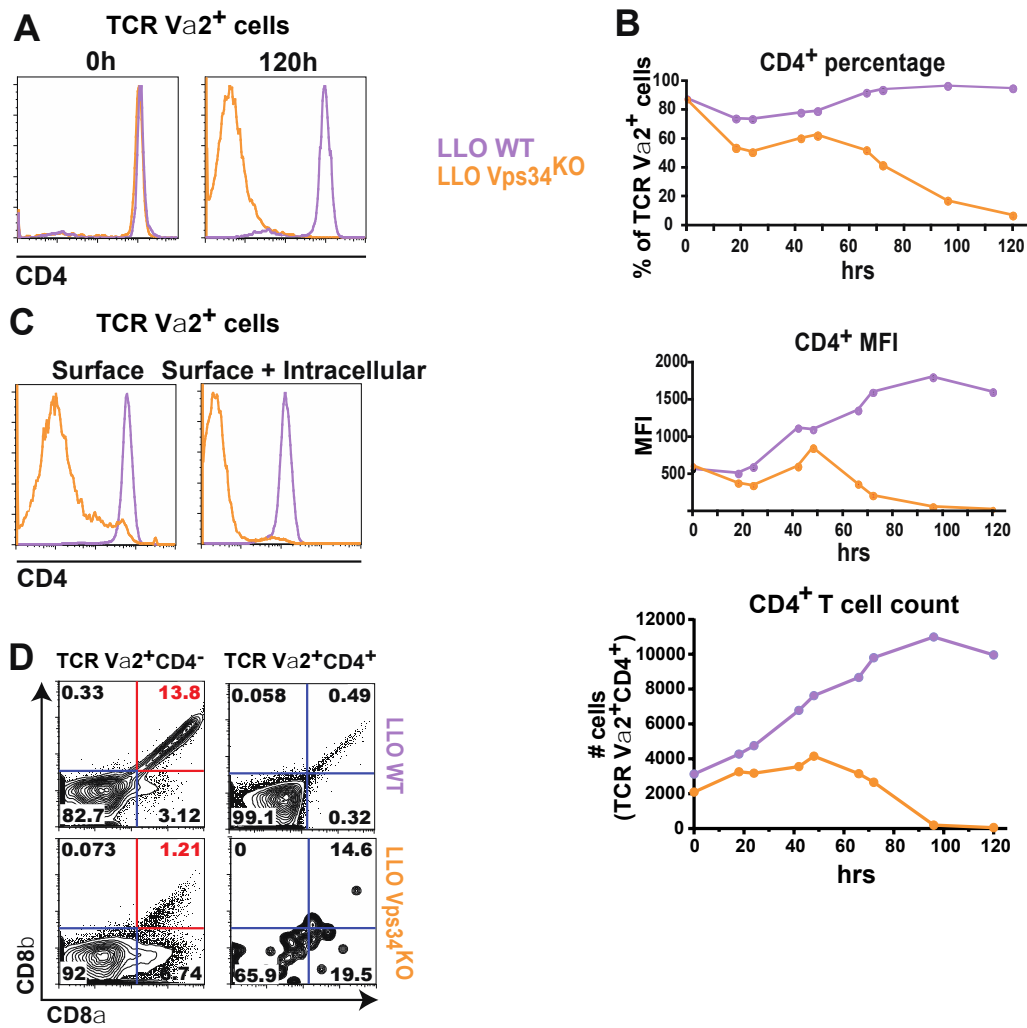 A
TCR Va2+ cells
0h
120h
CD4
LLO WT
LLO Vps34KO
B
CD4+ percentage
% of TCR Va2+ cells
100
80
60
40
20
0
0 20 40 60 80 100 120
hrs
C
TCR Va2+ cells
Surface
Surface + Intracellular
CD4
CD4+ MFI
MFI
2000
1500
1000
500
0 20 40 60 80 100 120
hrs
CD4+ T cell count
# cells
(TCR Va2+CD4+)
12000
10000
8000
6000
4000
2000
0
0 20 40 60 80 100 120
hrs
D
TCR Va2+CD4-
TCR Va2+CD4+
0.33 13.8
82.7 3.12
0.058 0.49
99.1 0.32
LLO WT
0.073 1.21
92
0 14.6
65.9 19.5
LLO Vps34KO
CD8b
CD8a